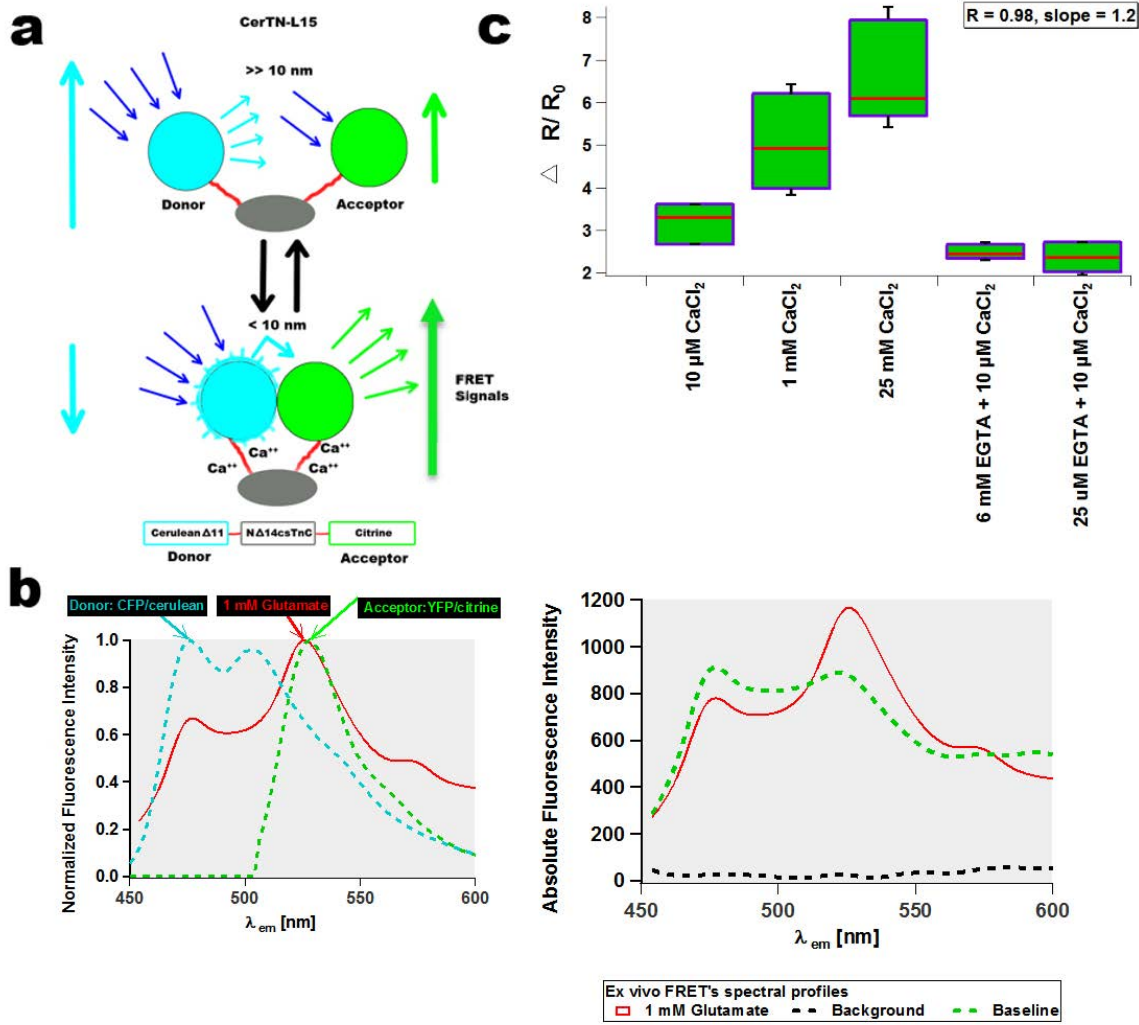 a
CerTN-L15
>> 10 nm
Donor
Acceptor
< 10 nm
FRET
Signals
Ca⁺⁺
Ca⁺⁺
Ca⁺⁺
Ca⁺⁺
Cerulean Δ11
NΔ14csTnC
Citrine
Donor
Acceptor
c
R = 0.98, slope = 1.2
△ R/ R₀
8
7
6
5
4
3
2
10 µM CaCl₂
1 mM CaCl₂
25 mM CaCl₂
6 mM EGTA + 10 µM CaCl₂
25 uM EGTA + 10 µM CaCl₂
b
Donor: CFP/cerulean
1 mM Glutamate
Acceptor:YFP/citrine
Normalized Fluorescence Intensity
1.0
0.8
0.6
0.4
0.2
0.0
450
500
550
600
λ em [nm]
Absolute Fluorescence Intensity
1200
1000
800
600
400
200
0
450
500
550
600
λ em [nm]
Ex vivo FRET's spectral profiles
1 mM Glutamate Background Baseline